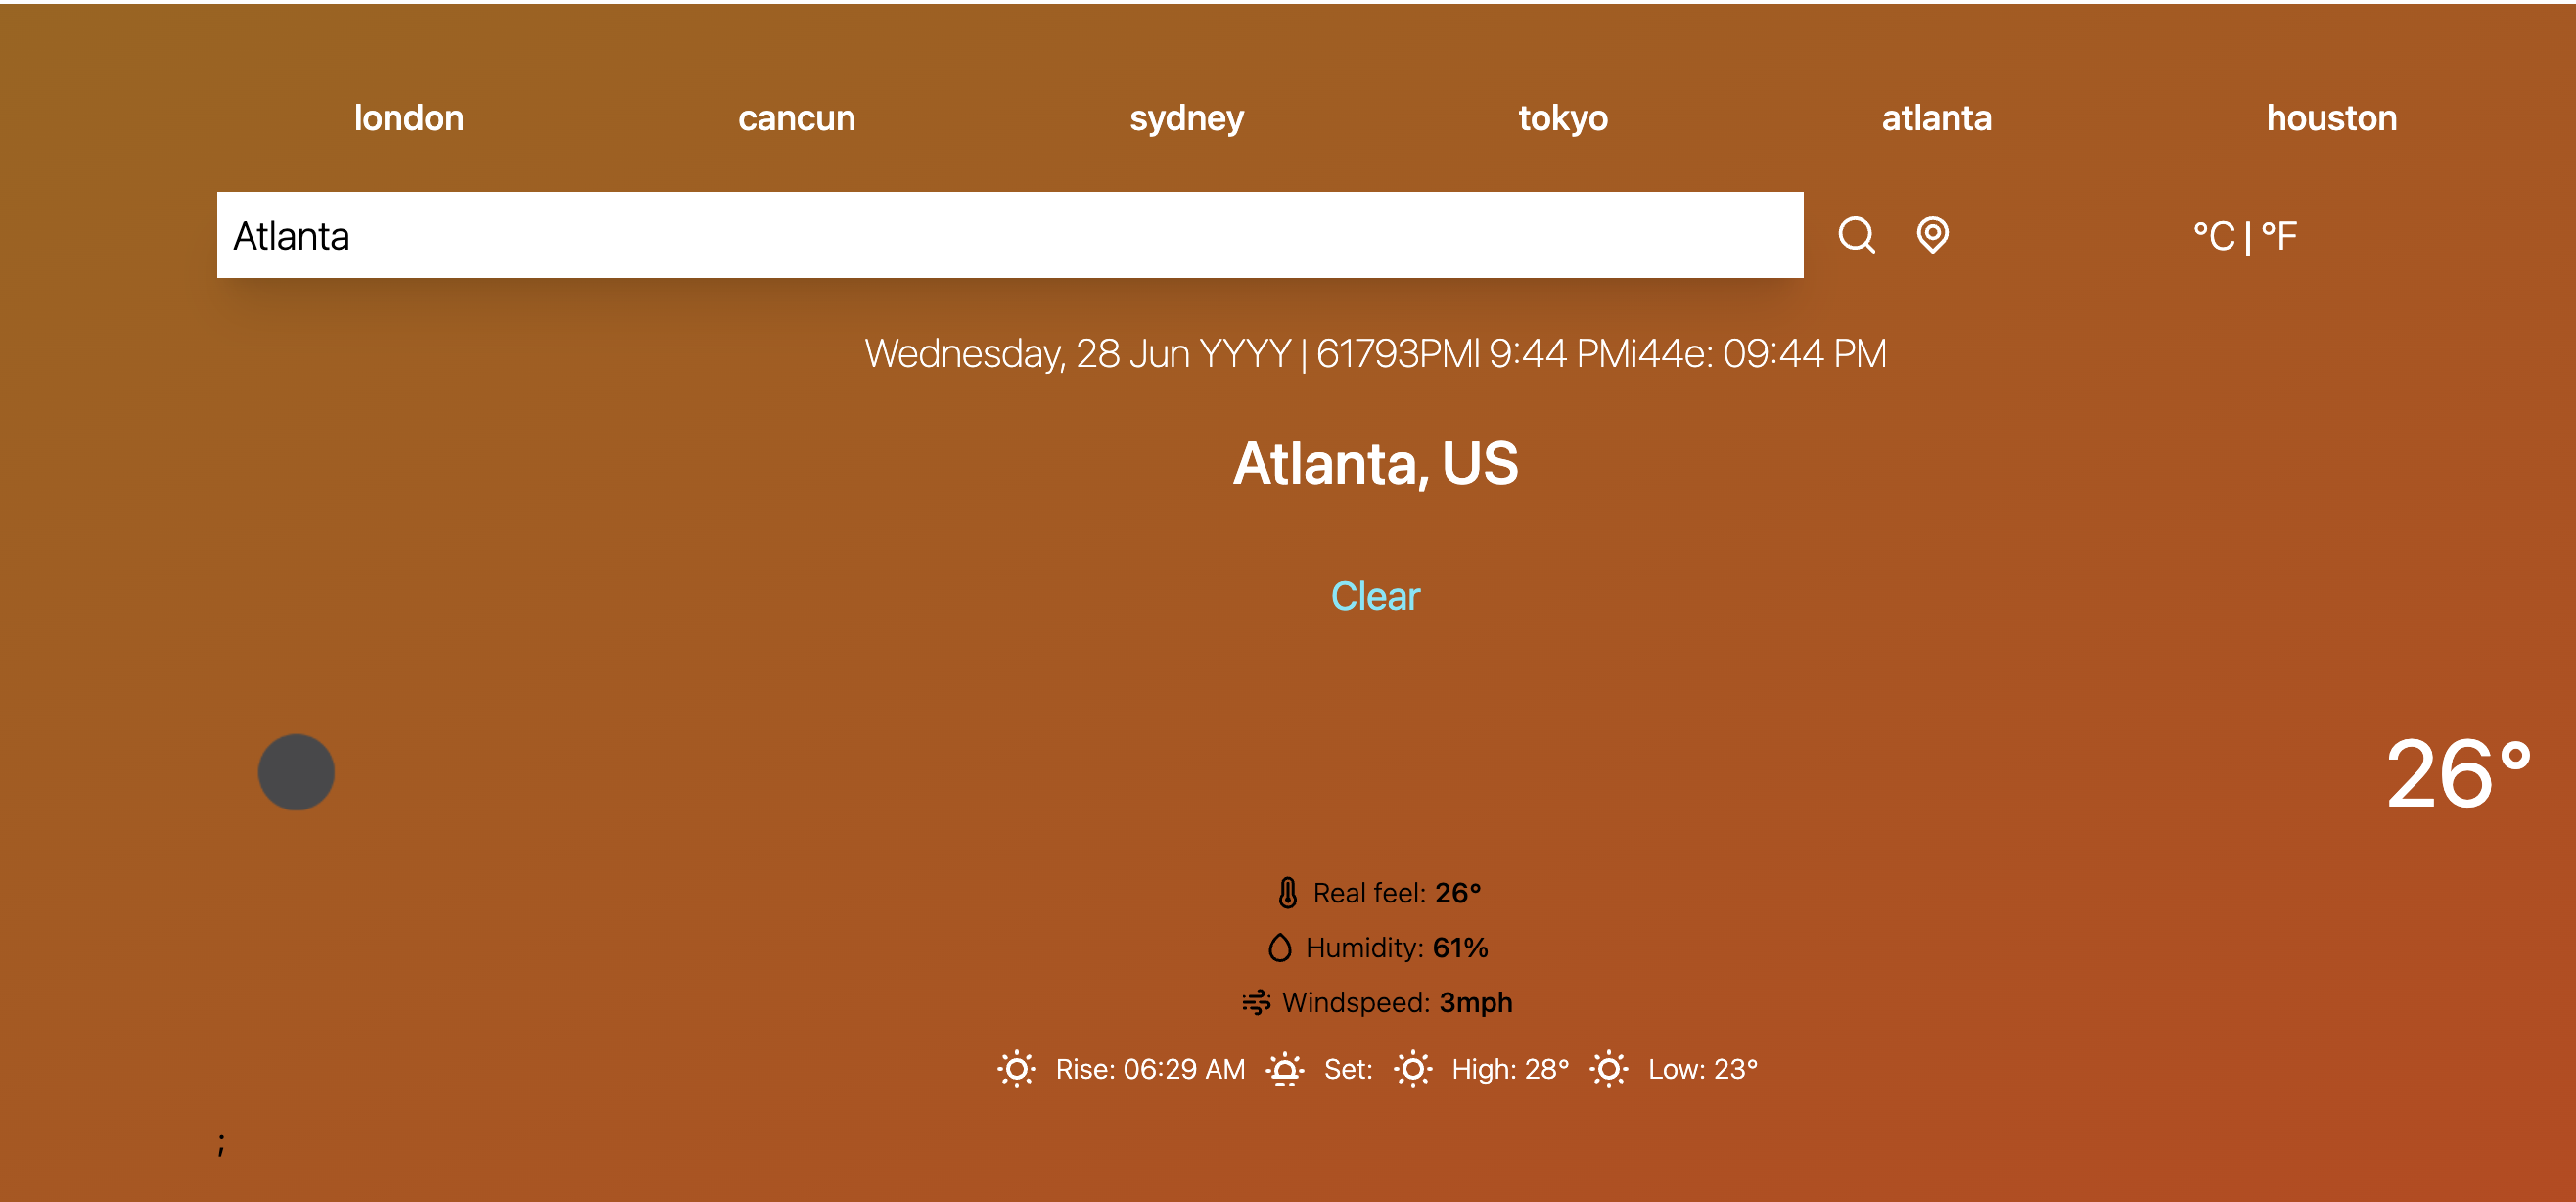 london cancun sydney tokyo atlanta houston
Atlanta °C | °F
Wednesday, 28 Jun YYYY | 61793PMl 9:44 PMi44e: 09:44 PM
Atlanta, US
Clear
26°
Real feel: 26°
Humidity: 61%
Windspeed: 3mph
Rise: 06:29 AM Set: High: 28° Low: 23°
;